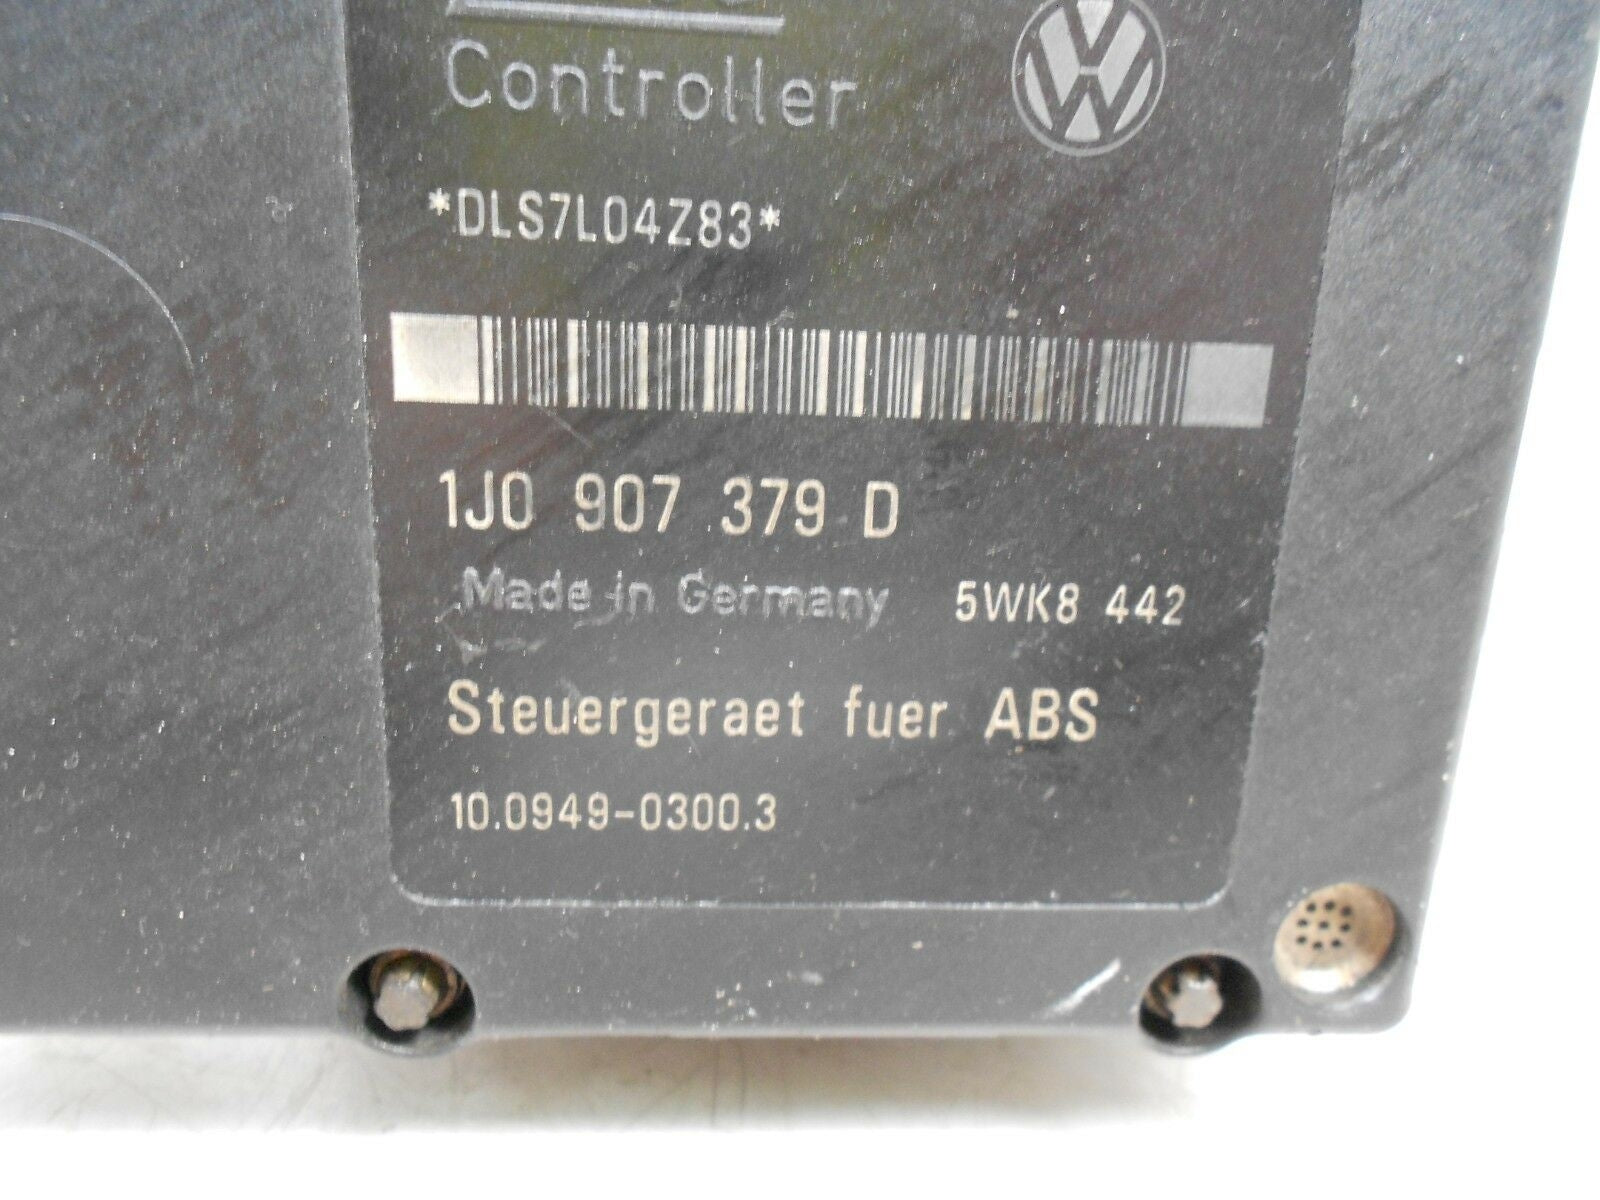 Controller
*DLS7L04Z83*
1J0 907 379 D
Made in Germany 5WK8 442
Steuergeraet fuer ABS
10.0949-0300.3